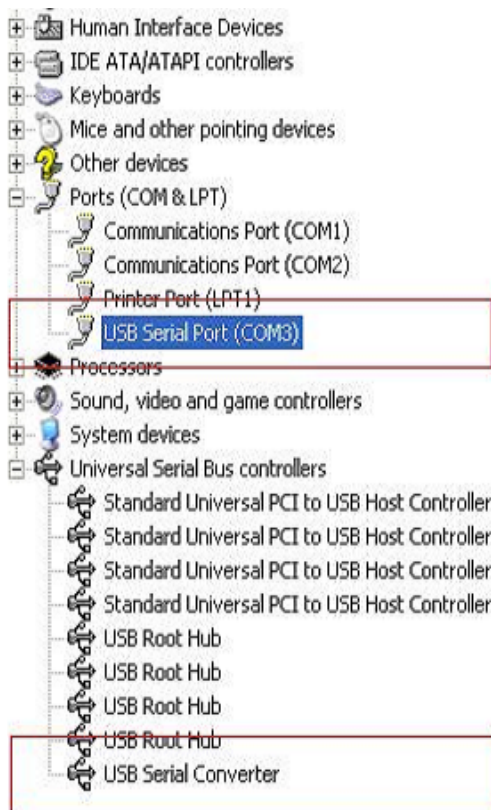 Human Interface Devices
IDE ATA/ATAPI controllers
Keyboards
Mice and other pointing devices
Other devices
Ports (COM & LPT)
Communications Port (COM1)
Communications Port (COM2)
Printer Port (LPT1)
USB Serial Port (COM3)
Processors
Sound, video and game controllers
System devices
Universal Serial Bus controllers
Standard Universal PCI to USB Host Controller
Standard Universal PCI to USB Host Controller
Standard Universal PCI to USB Host Controller
Standard Universal PCI to USB Host Controller
USB Root Hub
USB Root Hub
USB Root Hub
USB Root Hub
USB Serial Converter